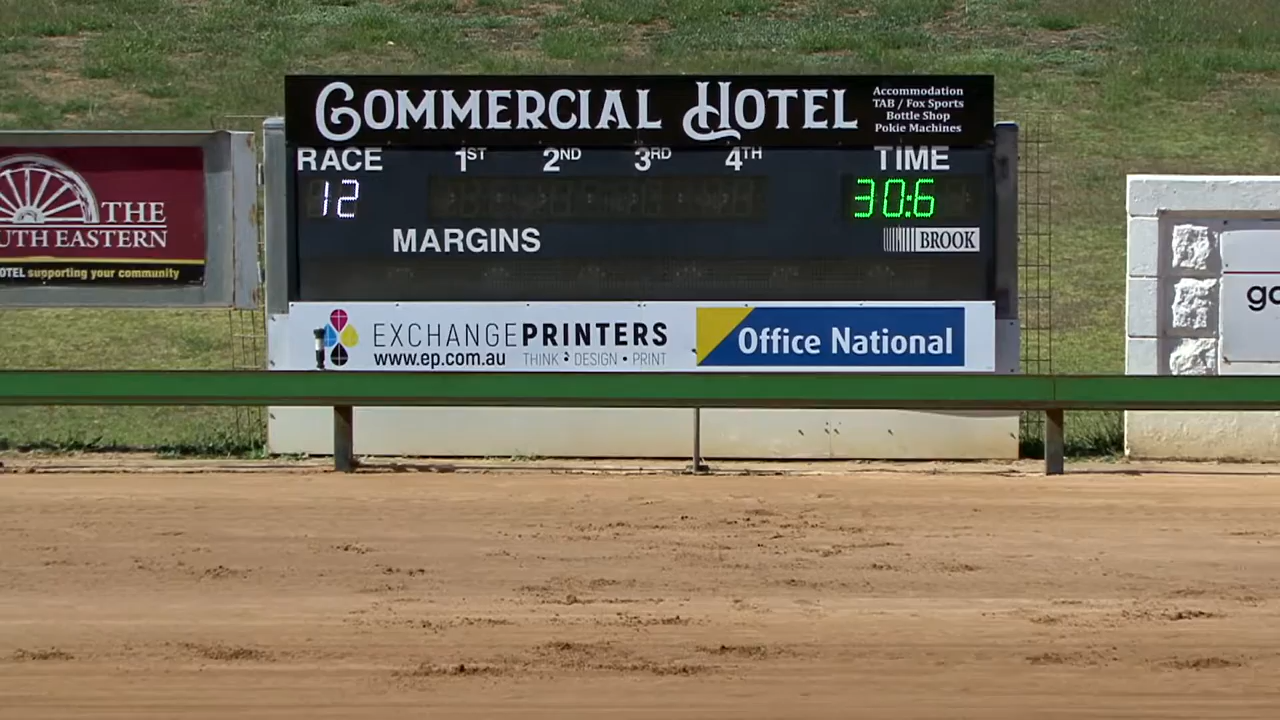 COMMERCIAL HOTEL
Accommodation
TAB / Fox Sports
Bottle Shop
Pokie Machines
RACE 1ST 2ND 3RD 4TH TIME
12 30:6
MARGINS
BROOK
EXCHANGEPRINTERS
www.ep.com.au THINK • DESIGN • PRINT
Office National
THE
UTH EASTERN
OTEL supporting your community
go